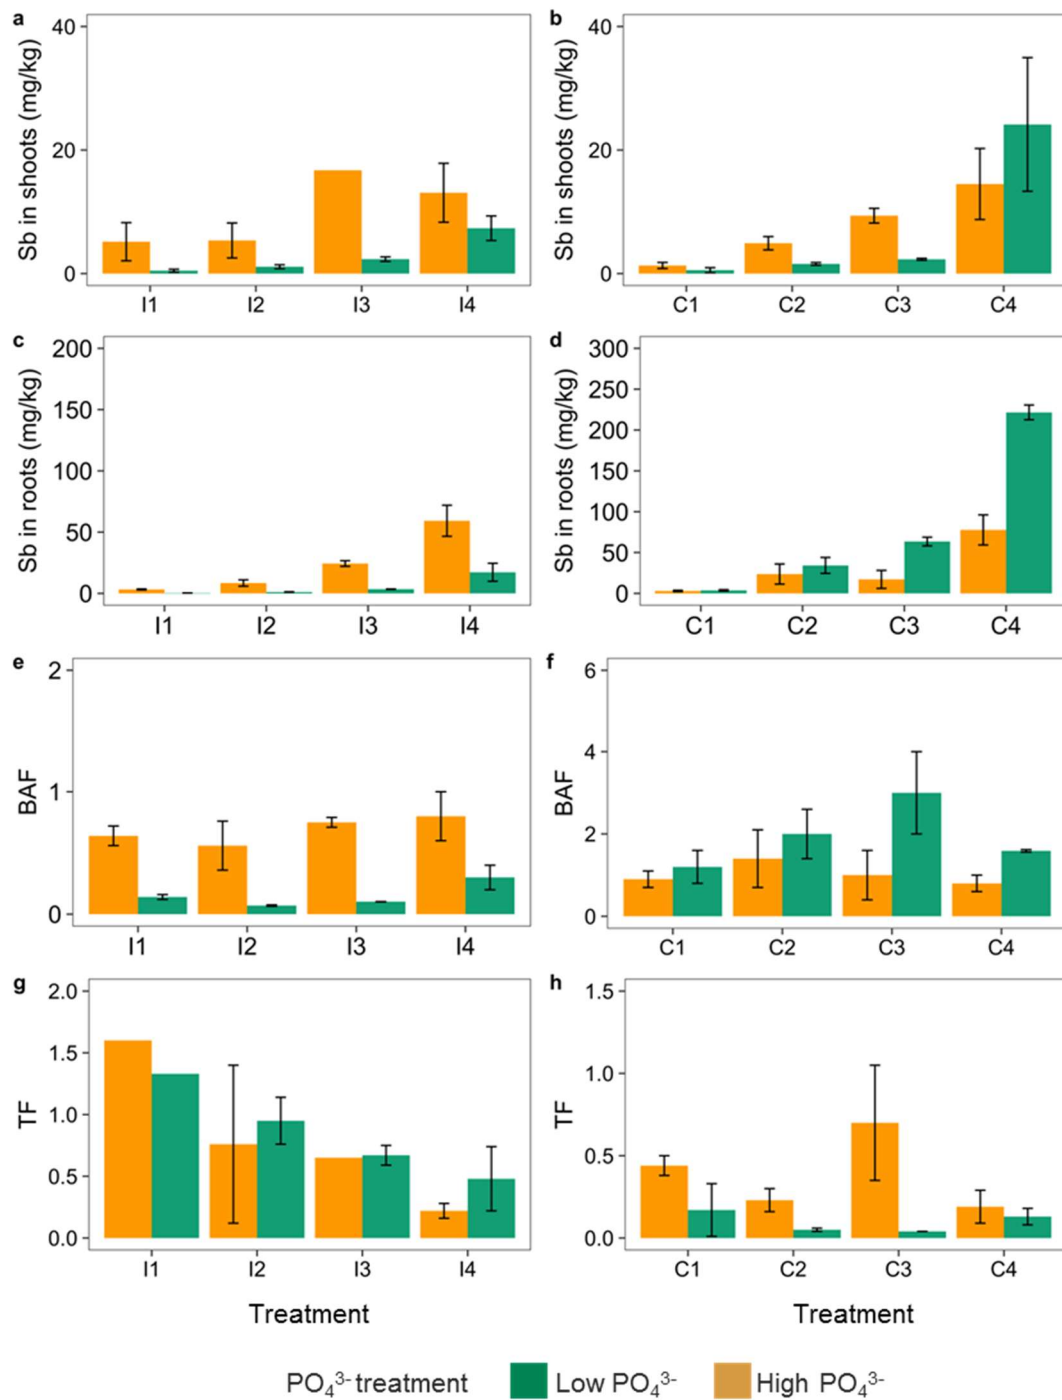 a
40
20
0
Sb in shoots (mg/kg)
I1 I2 I3 I4
b
40
20
0
Sb in shoots (mg/kg)
C1 C2 C3 C4
c
200
150
100
50
0
Sb in roots (mg/kg)
I1 I2 I3 I4
d
300
250
200
150
100
50
0
Sb in roots (mg/kg)
C1 C2 C3 C4
e
2
1
0
BAF
I1 I2 I3 I4
f
6
4
2
0
BAF
C1 C2 C3 C4
g
2.0
1.5
1.0
0.5
0.0
TF
I1 I2 I3 I4
Treatment
h
1.5
1.0
0.5
0.0
TF
C1 C2 C3 C4
Treatment
PO₄³⁻ treatment Low PO₄³⁻ High PO₄³⁻